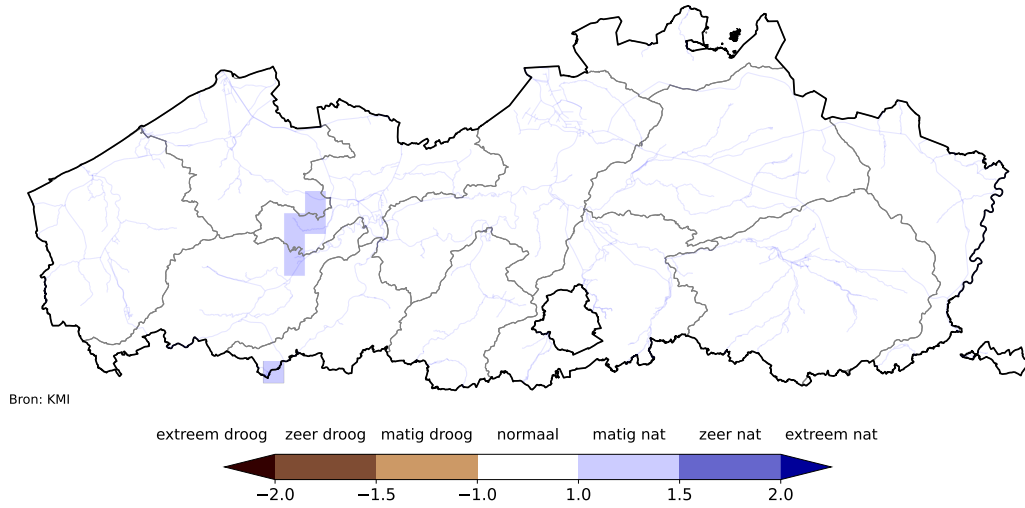 Bron: KMI
extreem droog zeer droog matig droog normaal matig nat zeer nat extreem nat
−2.0 −1.5 −1.0 1.0 1.5 2.0